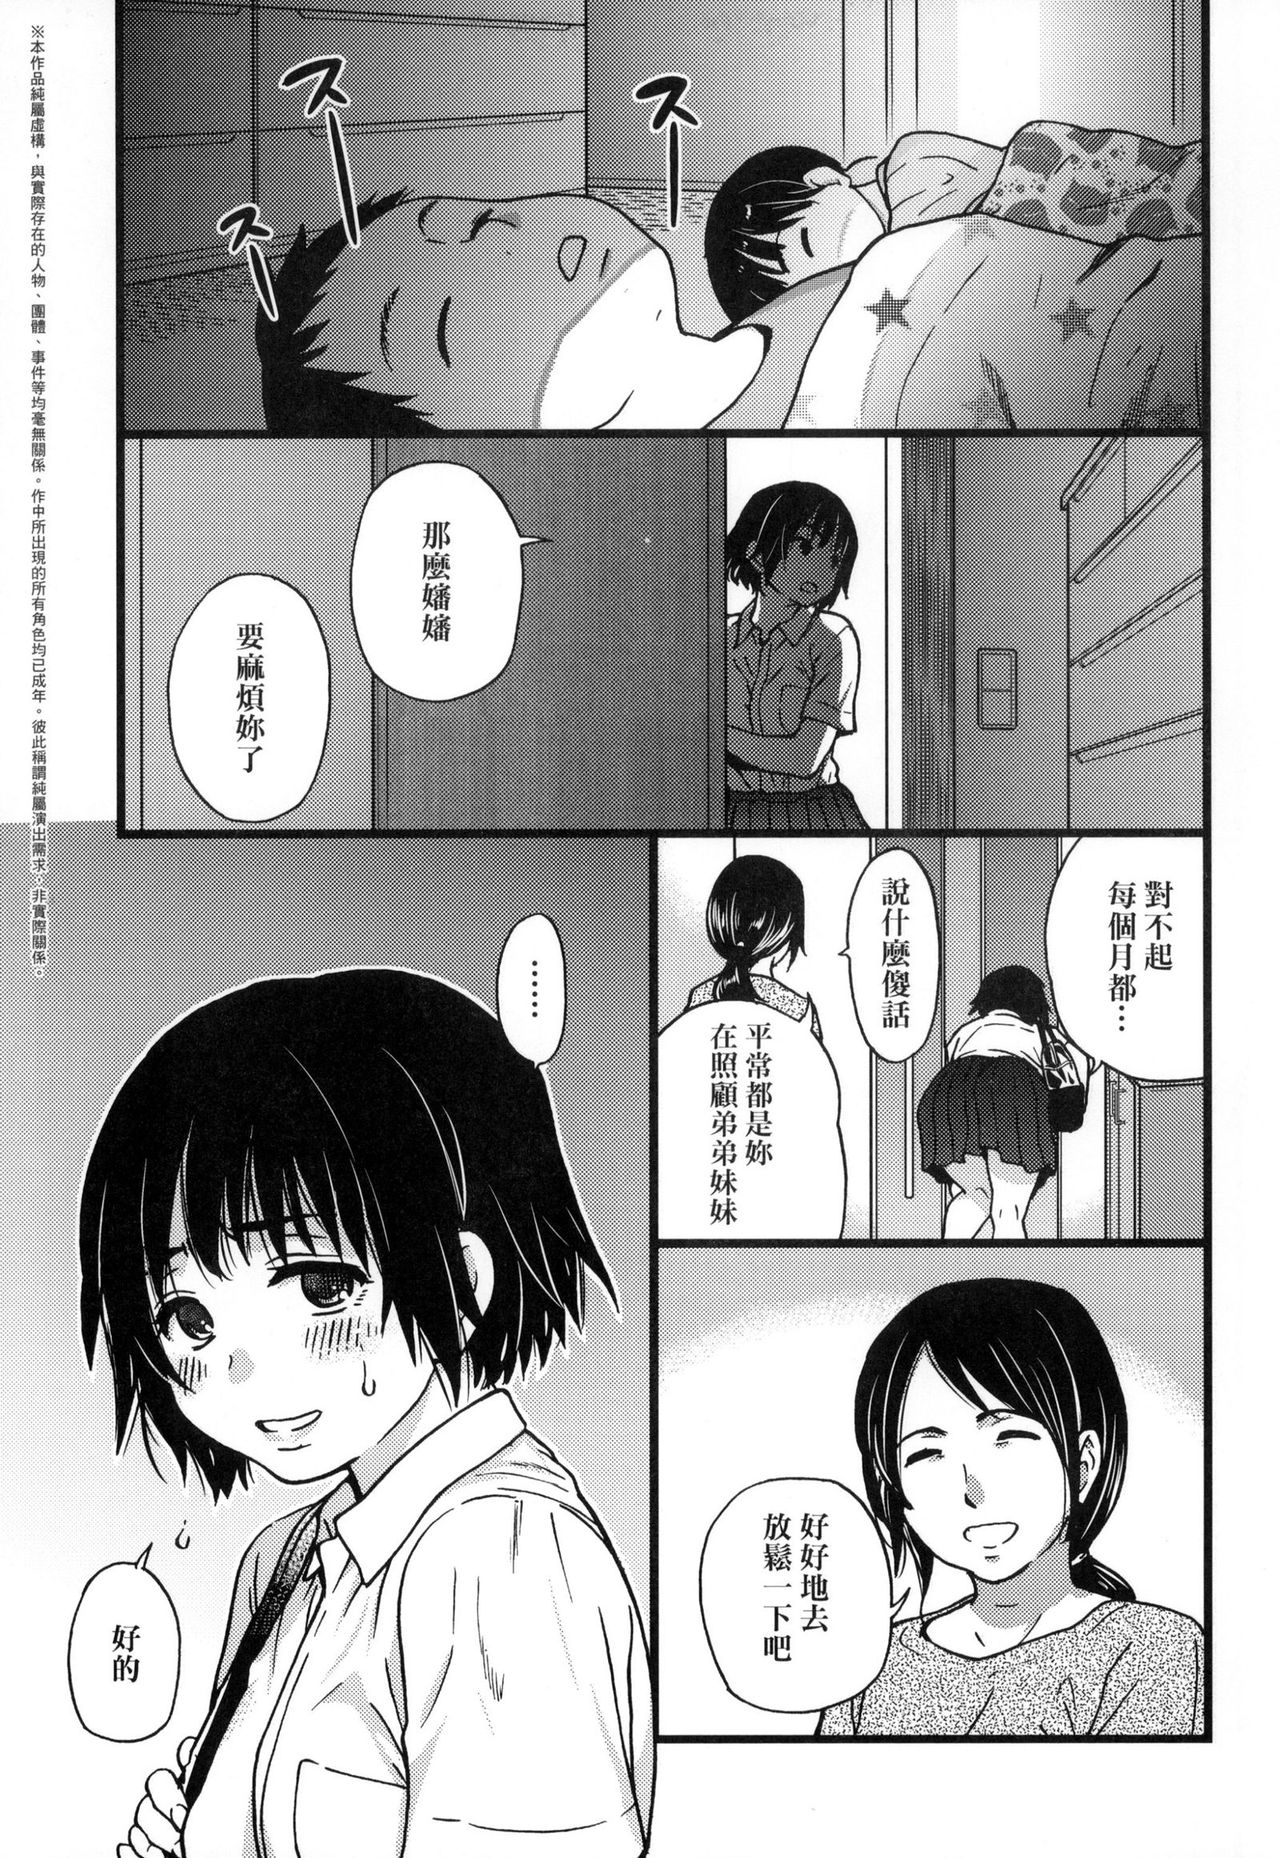 スー
スー
スー
那麼嬸嬸
要麻煩妳了
對不起
每個月都…
說什麼傻話
平常都是妳
在照顧弟弟妹妹
好好地去
放鬆一下吧
……
好的
※本作品純屬虛構，與實際存在的人物、團體、事件等均毫無關係。作中所出現的所有角色均已成年。彼此稱謂純屬演出需求，非實際關係。